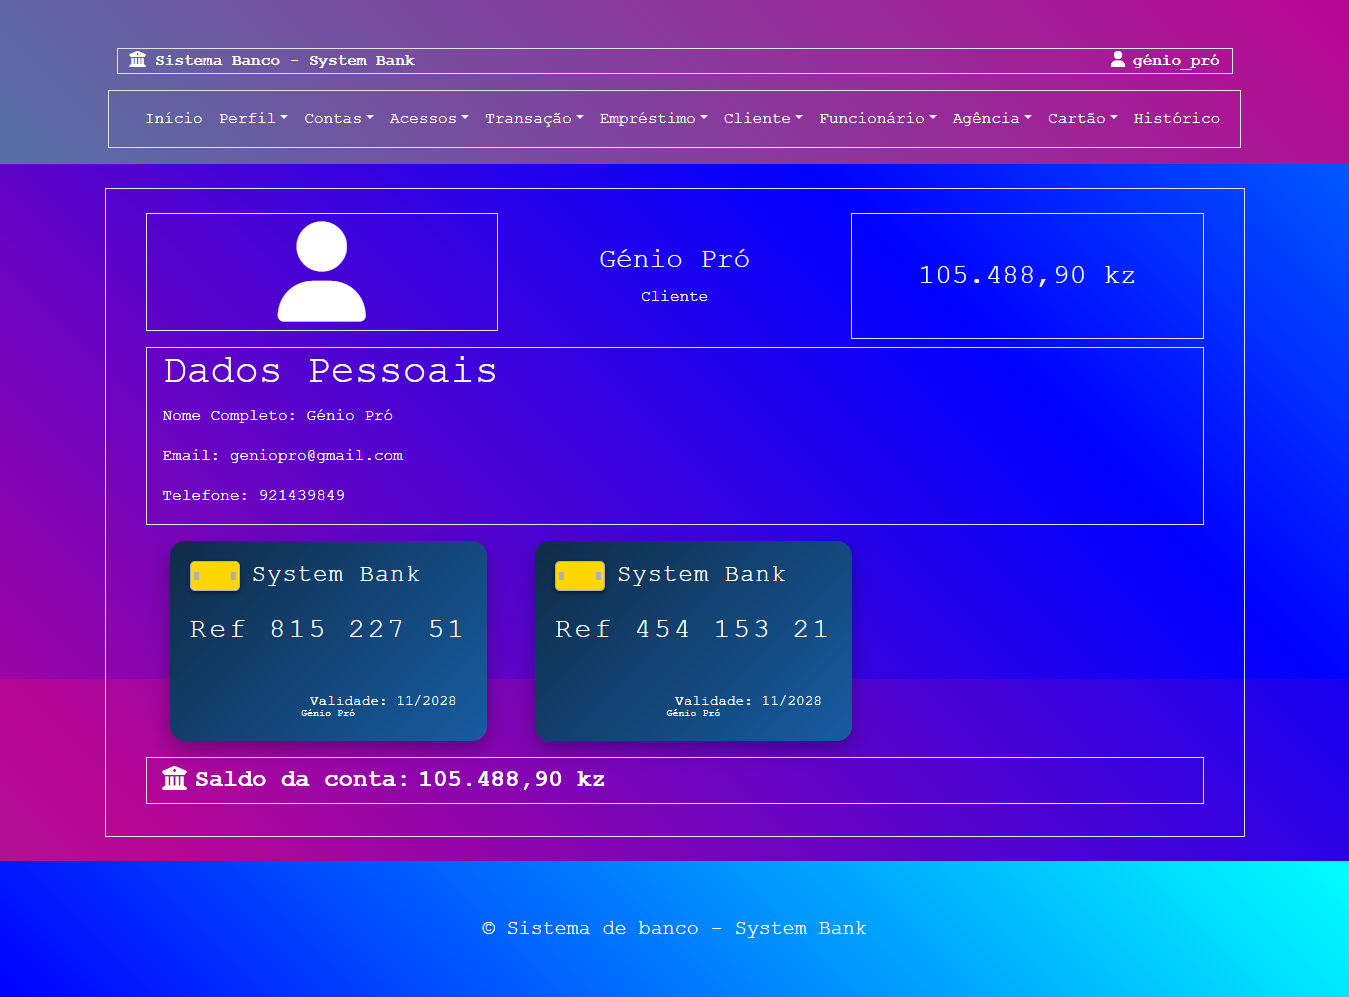 Sistema Banco - System Bank
génio_pró
Início Perfil Contas Acessos Transação Empréstimo Cliente Funcionário Agência Cartão Histórico
Génio Pró
Cliente
105.488,90 kz
Dados Pessoais
Nome Completo: Génio Pró
Email: geniopro@gmail.com
Telefone: 921439849
System Bank
Ref 815 227 51
Validade: 11/2028
Génio Pró
System Bank
Ref 454 153 21
Validade: 11/2028
Génio Pró
Saldo da conta: 105.488,90 kz
© Sistema de banco - System Bank